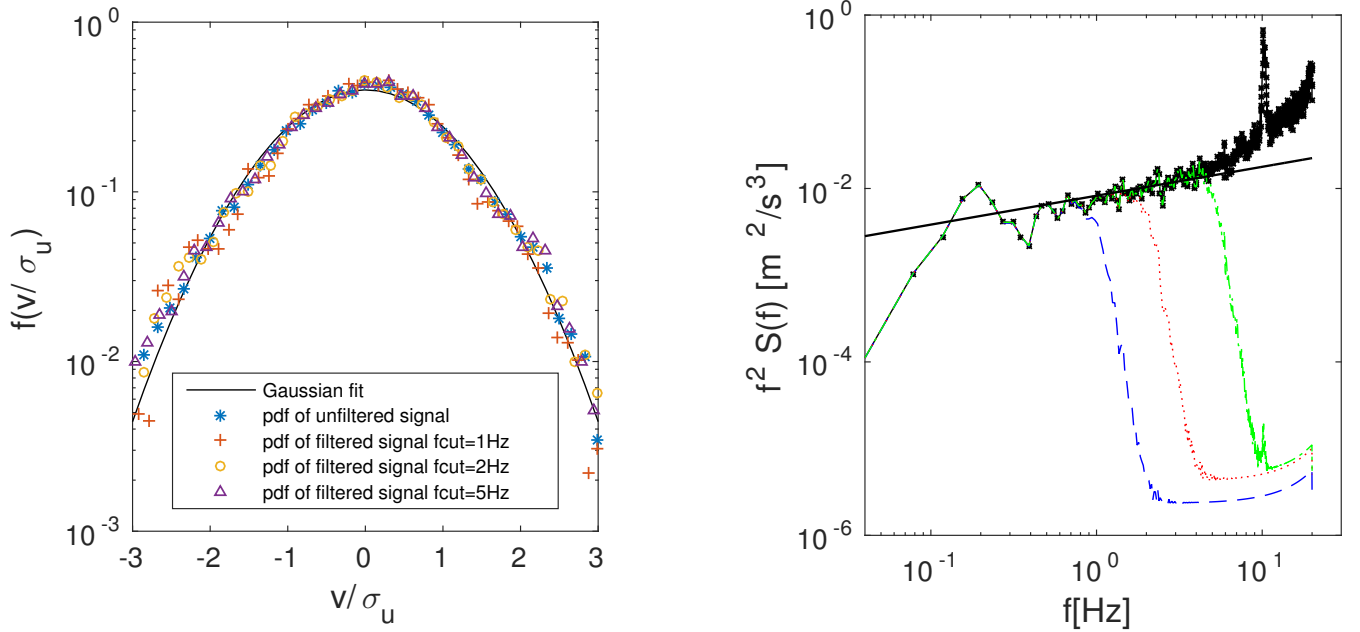 10^0
10^-1
10^-2
10^-3
f(v/ σ_u)
-3 -2 -1 0 1 2 3
v/ σ_u
Gaussian fit
pdf of unfiltered signal
pdf of filtered signal fcut=1Hz
pdf of filtered signal fcut=2Hz
pdf of filtered signal fcut=5Hz
10^0
10^-2
10^-4
10^-6
f^2 S(f) [m^2/s^3]
10^-1 10^0 10^1
f[Hz]